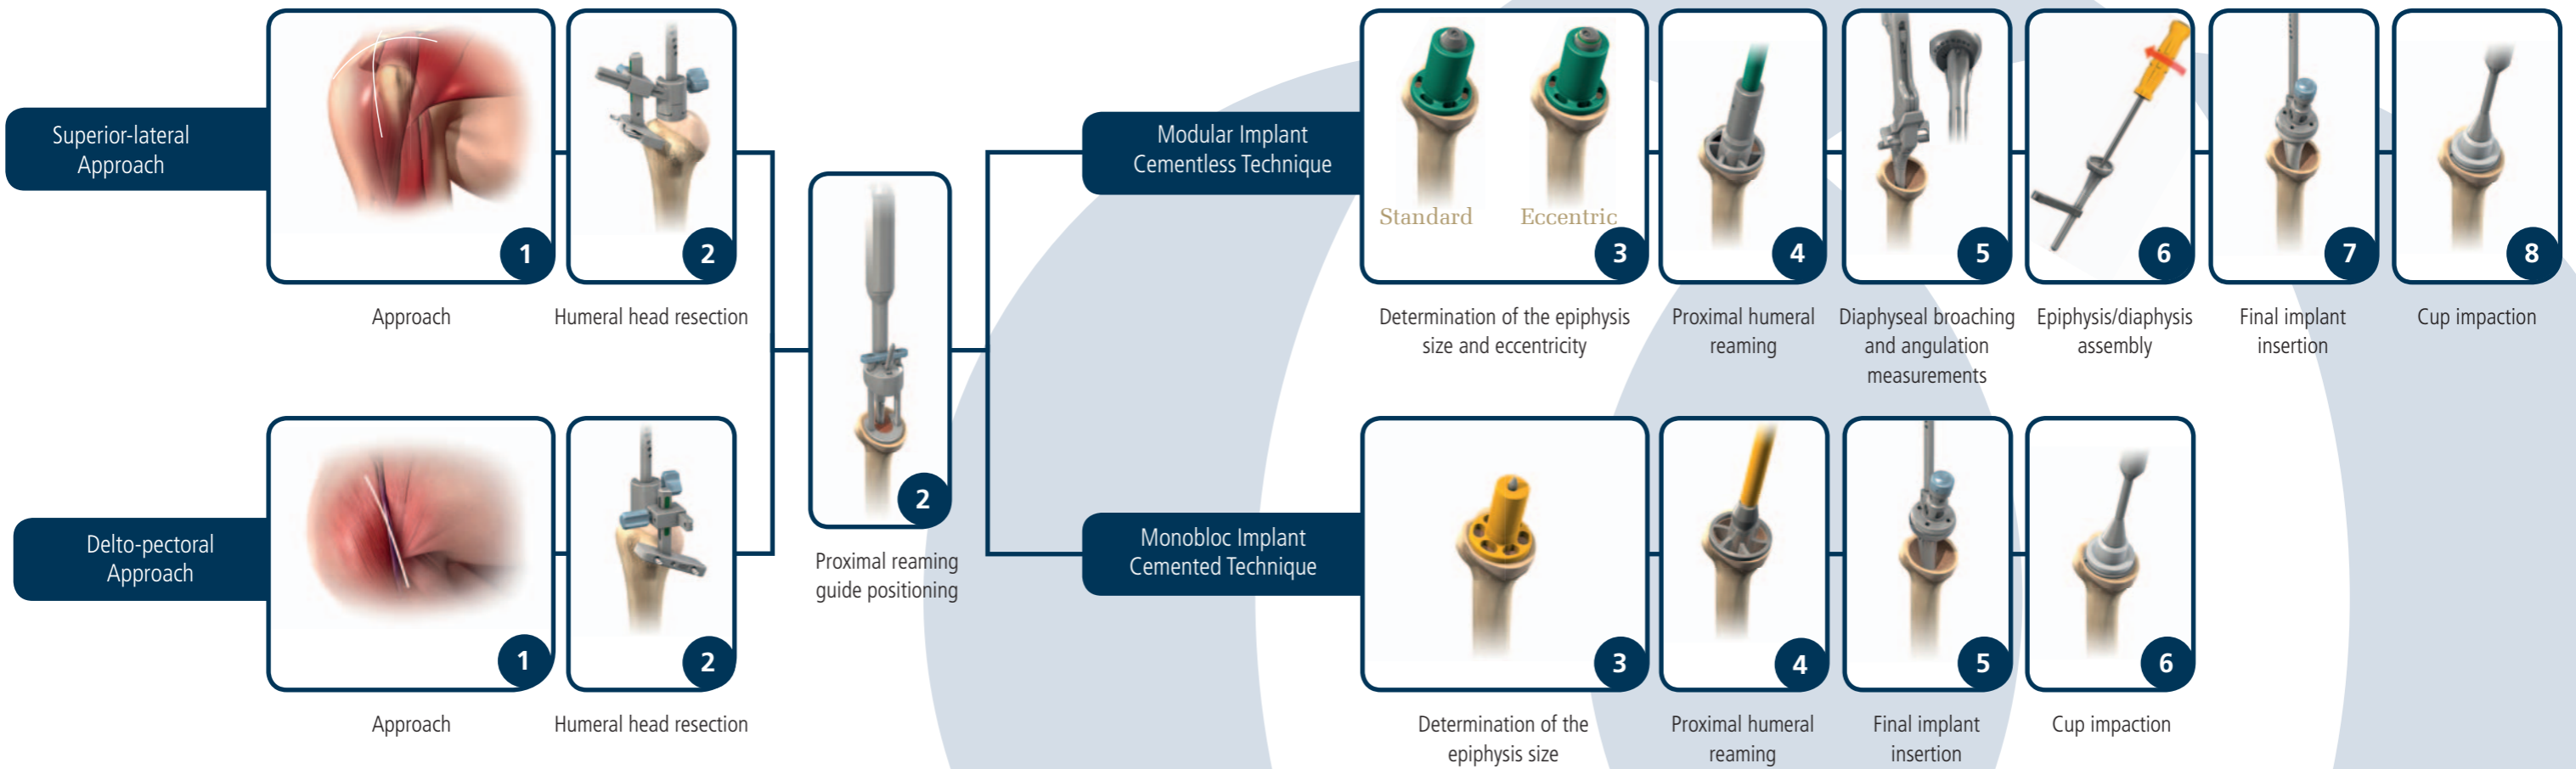 Superior-lateral
Approach
1
Approach
2
Humeral head resection
Delto-pectoral
Approach
1
Approach
2
Humeral head resection
2
Proximal reaming
guide positioning
Modular Implant
Cementless Technique
Standard
Eccentric
3
Determination of the epiphysis
size and eccentricity
4
Proximal humeral
reaming
5
Diaphyseal broaching
and angulation
measurements
6
Epiphysis/diaphysis
assembly
7
Final implant
insertion
8
Cup impaction
Monobloc Implant
Cemented Technique
3
Determination of the
epiphysis size
4
Proximal humeral
reaming
5
Final implant
insertion
6
Cup impaction